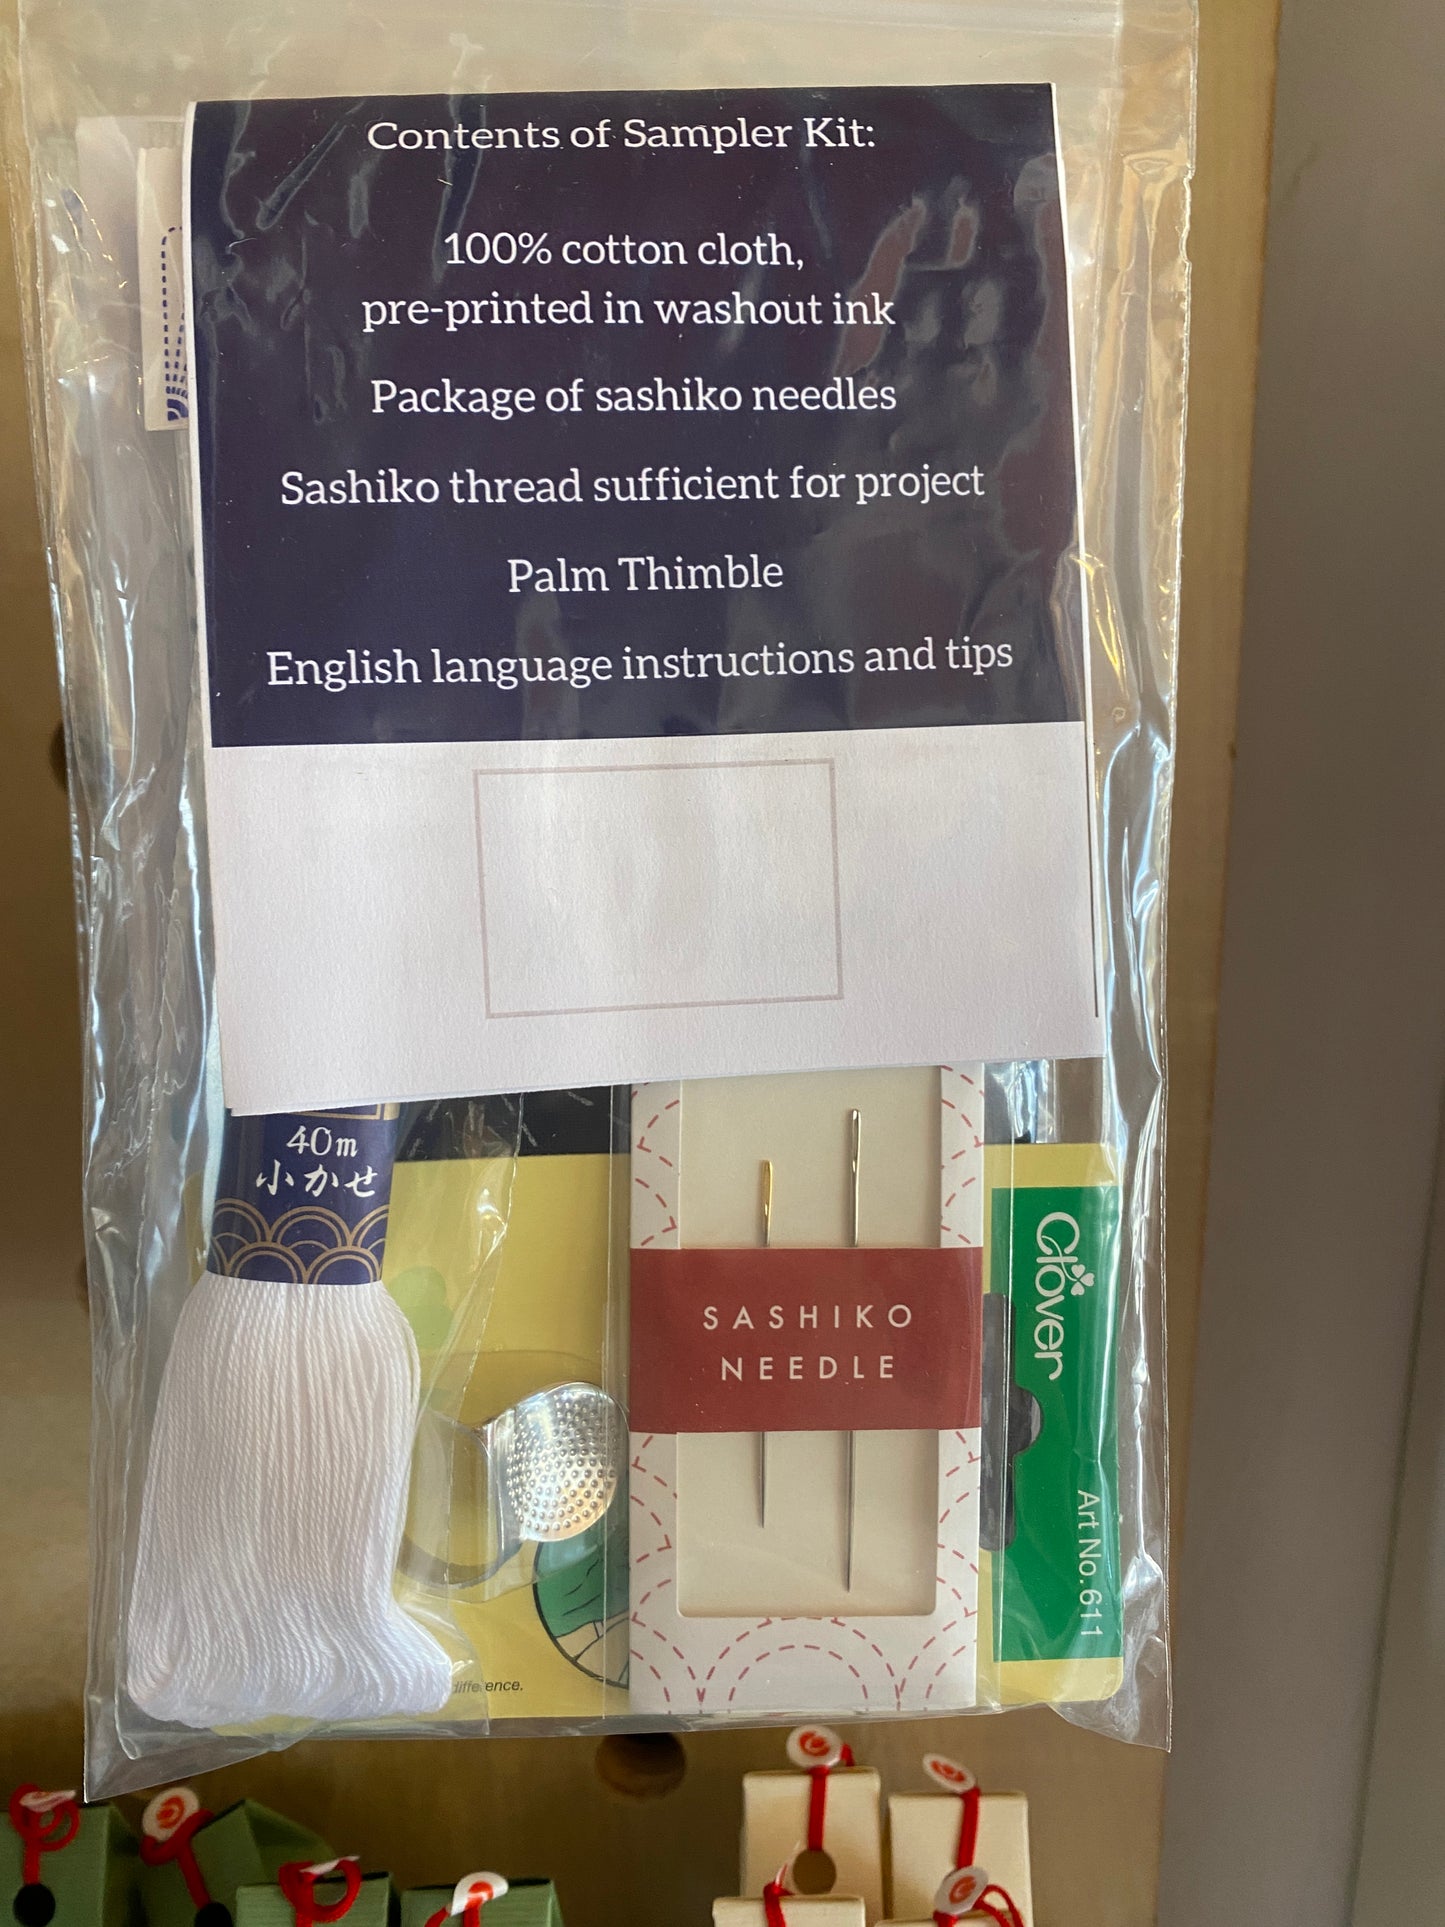 Contents of Sampler Kit:
100% cotton cloth,
pre-printed in washout ink
Package of sashiko needles
Sashiko thread sufficient for project
Palm Thimble
English language instructions and tips
40m
小かせ
SASHIKO
NEEDLE
Clover
Art No.611
difference.